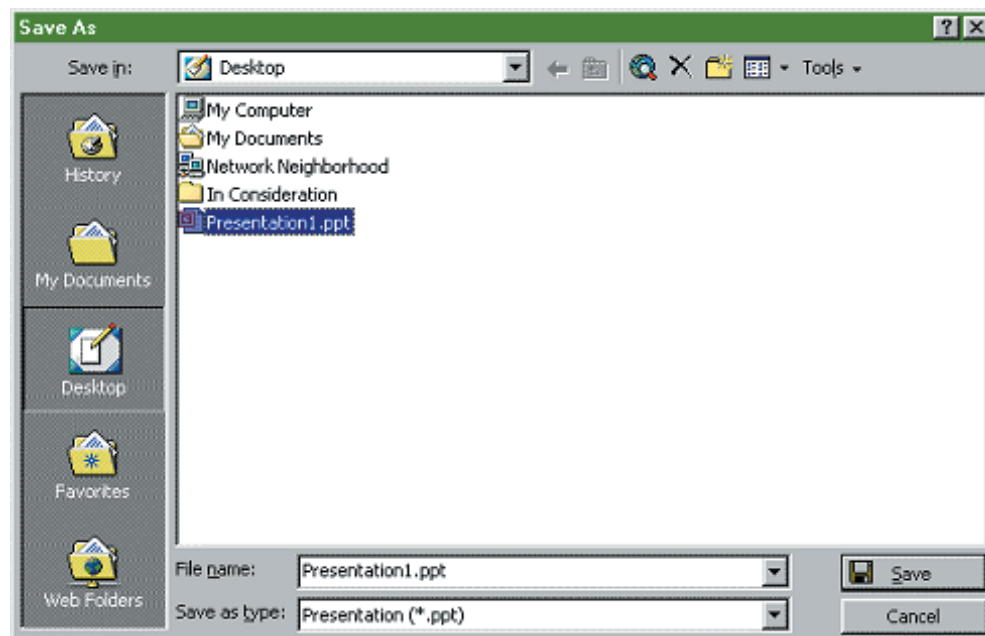 Save As
Save in: Desktop Tools
History
My Documents
Desktop
Favorites
Web Folders
My Computer
My Documents
Network Neighborhood
In Consideration
Presentation1.ppt
File name: Presentation1.ppt Save
Save as type: Presentation (*.ppt) Cancel